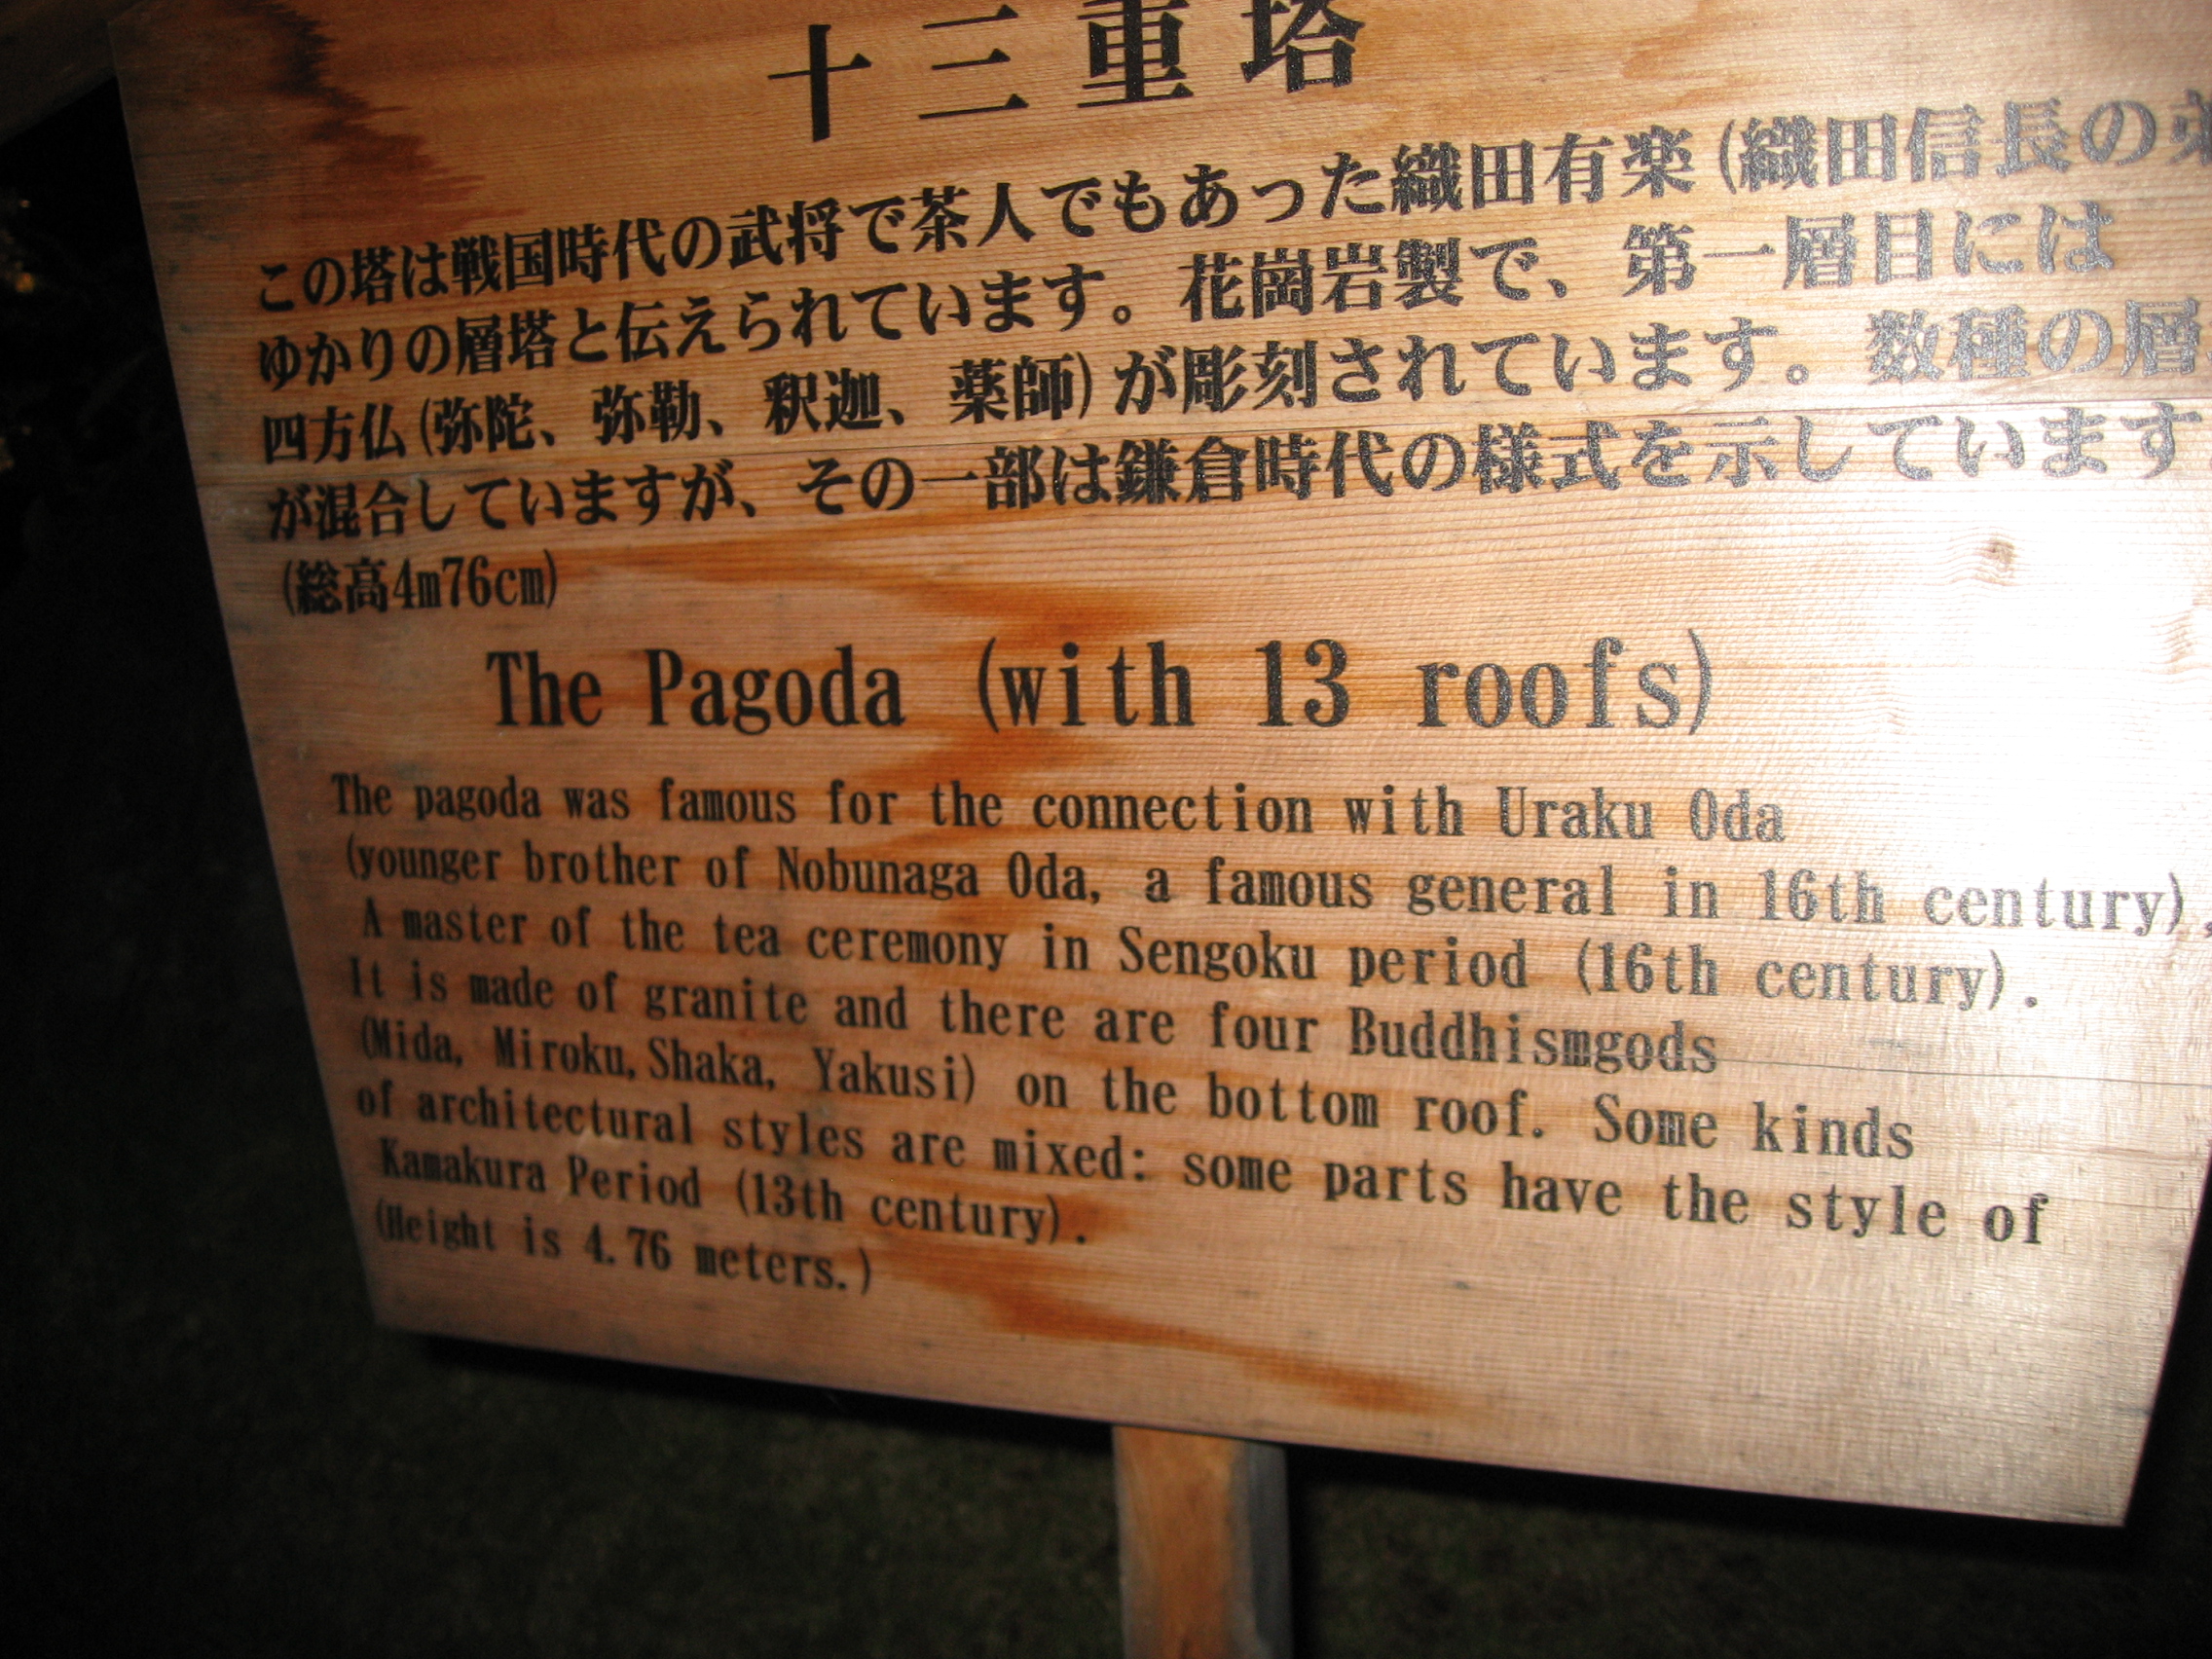 十三重塔
この塔は戦国時代の武将で茶人でもあった織田有楽(織田信長の弟
ゆかりの層塔と伝えられています。花崗岩製で、第一層目には
四方仏(弥陀、弥勒、釈迦、薬師)が彫刻されています。数種の層
が混合していますが、その一部は鎌倉時代の様式を示しています
(総高4m76cm)
The Pagoda (with 13 roofs)
The pagoda was famous for the connection with Uraku Oda
(younger brother of Nobunaga Oda, a famous general in 16th century),
A master of the tea ceremony in Sengoku period (16th century).
It is made of granite and there are four Buddhismgods
(Mida, Miroku,Shaka, Yakusi) on the bottom roof. Some kinds
of architectural styles are mixed: some parts have the style of
Kamakura Period (13th century).
(Height is 4.76 meters.)